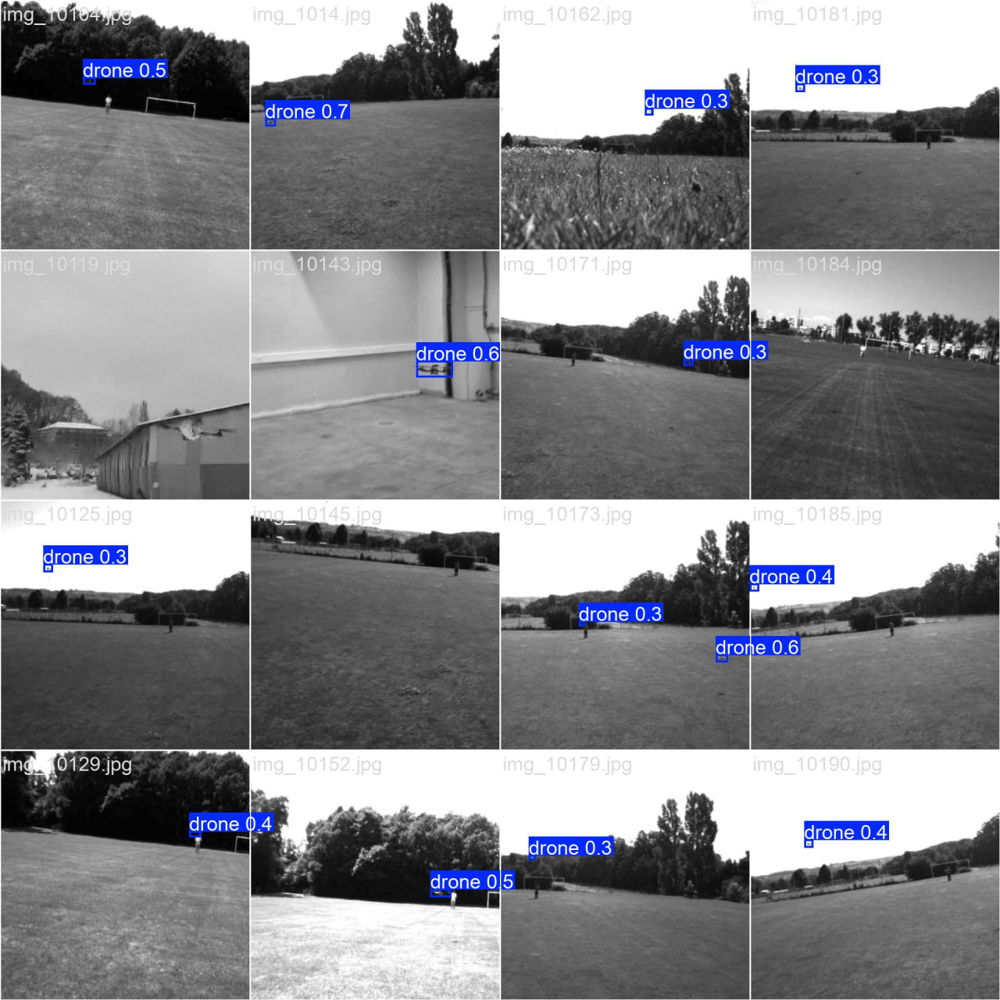 img_10104.jpg
drone 0.5
img_1014.jpg
drone 0.7
img_10162.jpg
drone 0.3
img_10181.jpg
drone 0.3
img_10119.jpg
img_10143.jpg
drone 0.6
img_10171.jpg
drone 0.3
img_10184.jpg
img_10125.jpg
drone 0.3
img_10145.jpg
img_10173.jpg
drone 0.3
drone 0.6
img_10185.jpg
drone 0.4
img_10129.jpg
drone 0.4
img_10152.jpg
drone 0.5
img_10179.jpg
drone 0.3
img_10190.jpg
drone 0.4